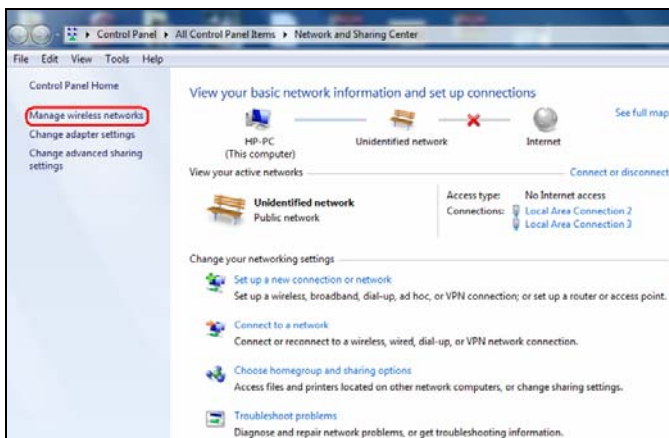 Control Panel ▸ All Control Panel Items ▸ Network and Sharing Center
File Edit View Tools Help
Control Panel Home
Manage wireless networks
Change adapter settings
Change advanced sharing
settings
View your basic network information and set up connections
See full map
HP-PC
(This computer)
Unidentified network
Internet
View your active networks
Connect or disconnect
Unidentified network
Public network
Access type: No Internet access
Connections: Local Area Connection 2
Local Area Connection 3
Change your networking settings
Set up a new connection or network
Set up a wireless, broadband, dial-up, ad hoc, or VPN connection; or set up a router or access point.
Connect to a network
Connect or reconnect to a wireless, wired, dial-up, or VPN network connection.
Choose homegroup and sharing options
Access files and printers located on other network computers, or change sharing settings.
Troubleshoot problems
Diagnose and repair network problems, or get troubleshooting information.